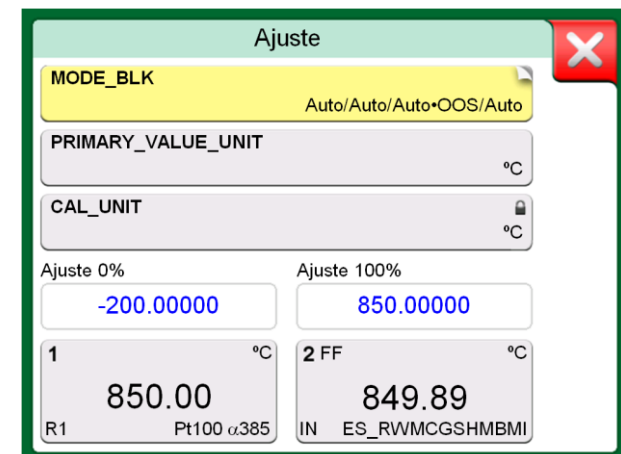 Ajuste
MODE_BLK
Auto/Auto/Auto•OOS/Auto
PRIMARY_VALUE_UNIT
ºC
CAL_UNIT
ºC
Ajuste 0% Ajuste 100%
-200.00000 850.00000
1 ºC 2 FF ºC
850.00 849.89
R1 Pt100 α385 IN ES_RWMCGSHMBMI